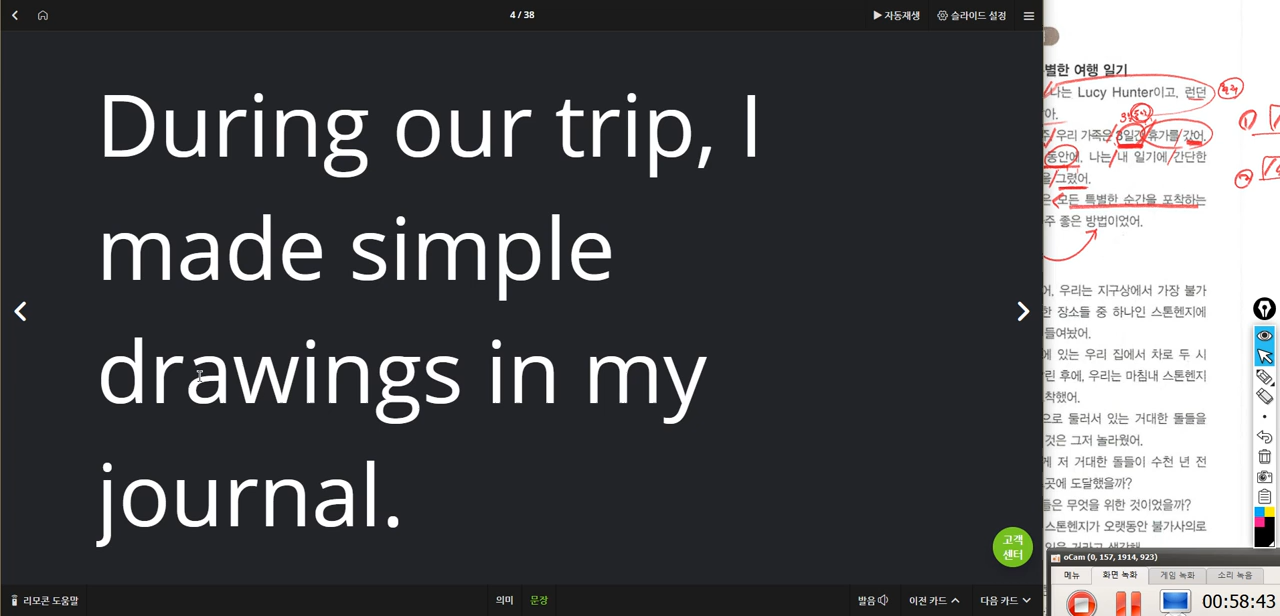 4 / 38
자동재생
슬라이드 설정
During our trip, I
made simple
drawings in my
journal.
고객
센터
리모콘 도움말
의미
문장
발음
이전 카드
다음 카드
별한 여행 일기
나는 Lucy Hunter이고, 런던
아.
주 우리 가족은 3일간 휴가를 갔어.
동안에, 나는 내 일기에 간단한
을 그렸어.
은 모든 특별한 순간을 포착하는
주 좋은 방법이었어.
어, 우리는 지구상에서 가장 불가
한 장소들 중 하나인 스톤헨지에
들여놨어.
에 있는 우리 집에서 차로 두 시
린 후에, 우리는 마침내 스톤헨지
착했어.
으로 둘러서 있는 거대한 돌들을
것은 그저 놀라웠어.
게 저 거대한 돌들이 수천 년 전
곳에 도달했을까?
들은 무엇을 위한 것이었을까?
스톤헨지가 오랫동안 불가사의로
oCam (0, 157, 1914, 923)
메뉴
화면 녹화
게임 녹화
소리 녹음
00:58:43